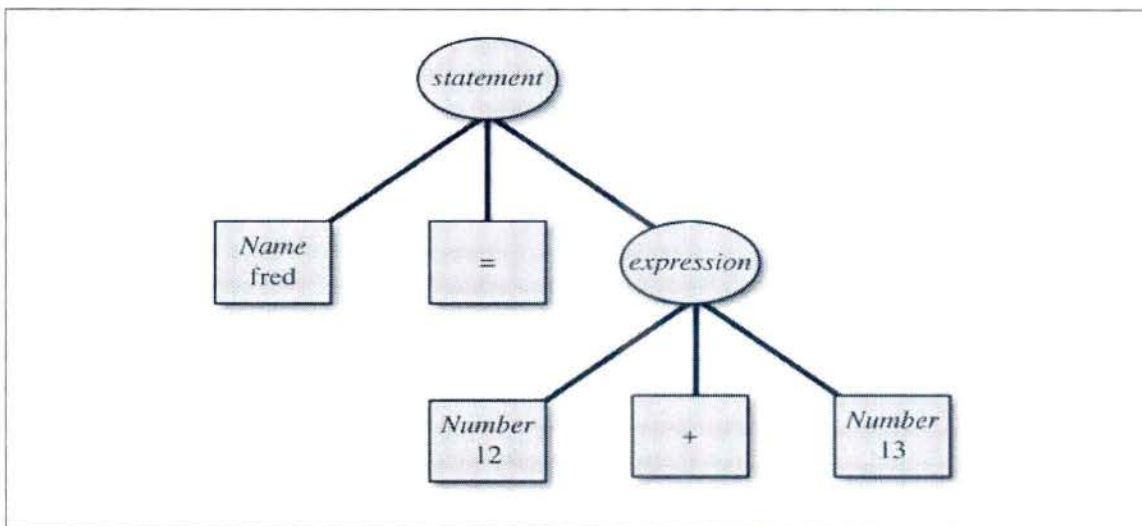 statement
Name
fred
=
expression
Number
12
+
Number
13